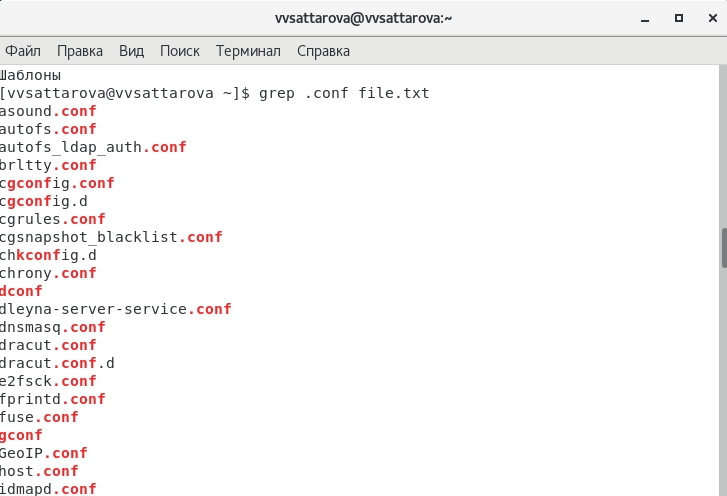 vvsattarova@vvsattarova:~
Файл Правка Вид Поиск Терминал Справка
Шаблоны
[vvsattarova@vvsattarova ~]$ grep .conf file.txt
asound.conf
autofs.conf
autofs_ldap_auth.conf
brltty.conf
cgconfig.conf
cgconfig.d
cgrules.conf
cgsnapshot_blacklist.conf
chkconfig.d
chrony.conf
dconf
dleyna-server-service.conf
dnsmasq.conf
dracut.conf
dracut.conf.d
e2fsck.conf
fprintd.conf
fuse.conf
gconf
GeoIP.conf
host.conf
idmapd.conf